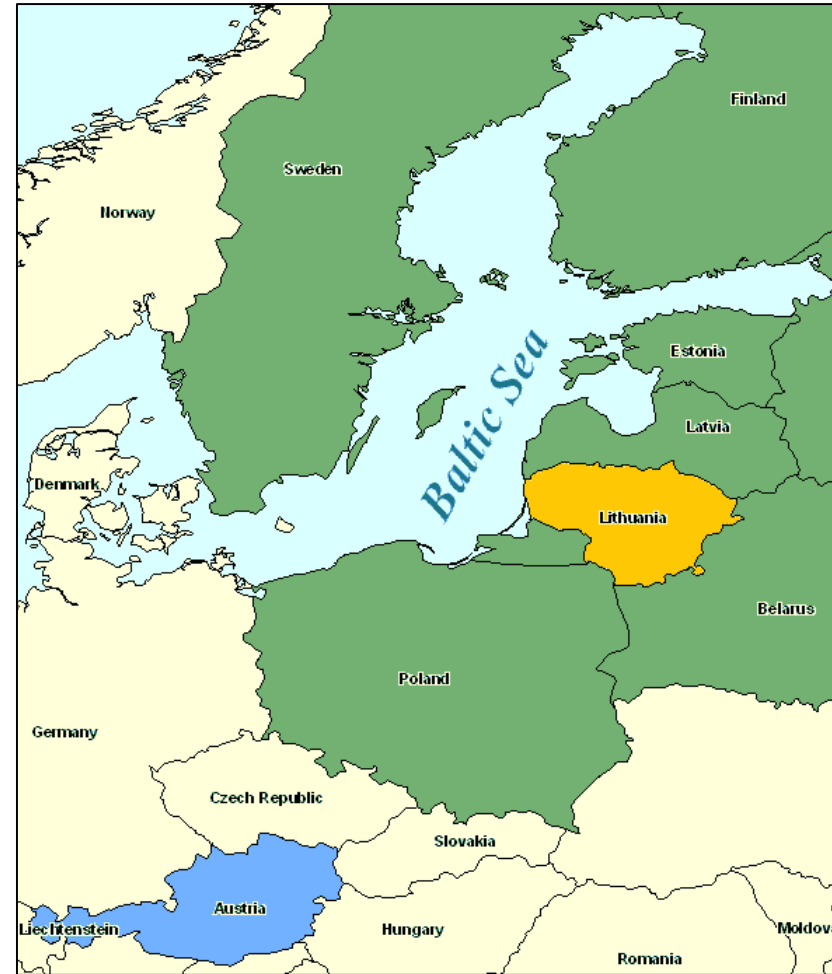 Finland
Sweden
Norway
Baltic Sea
Estonia
Latvia
Denmark
Lithuania
Belarus
Poland
Germany
Czech Republic
Slovakia
Austria
Liechtenstein
Hungary
Moldova
Romania